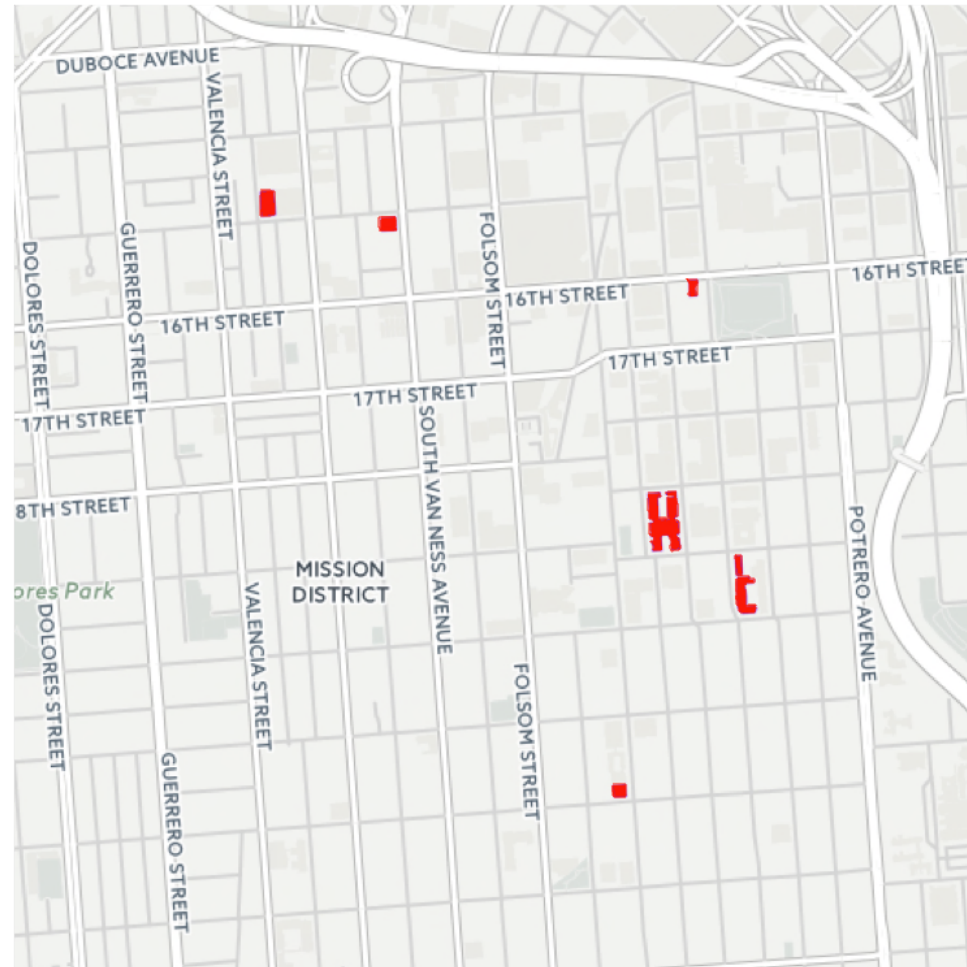 DUBOCE AVENUE
VALENCIA STREET
GUERRERO STREET
DOLORES STREET
FOLSOM STREET
16TH STREET
16TH STREET
16TH STREET
17TH STREET
17TH STREET
17TH STREET
8TH STREET
SOUTH VAN NESS AVENUE
POTRERO AVENUE
MISSION
DISTRICT
ores Park
DOLORES STREET
VALENCIA STREET
FOLSOM STREET
GUERRERO STREET